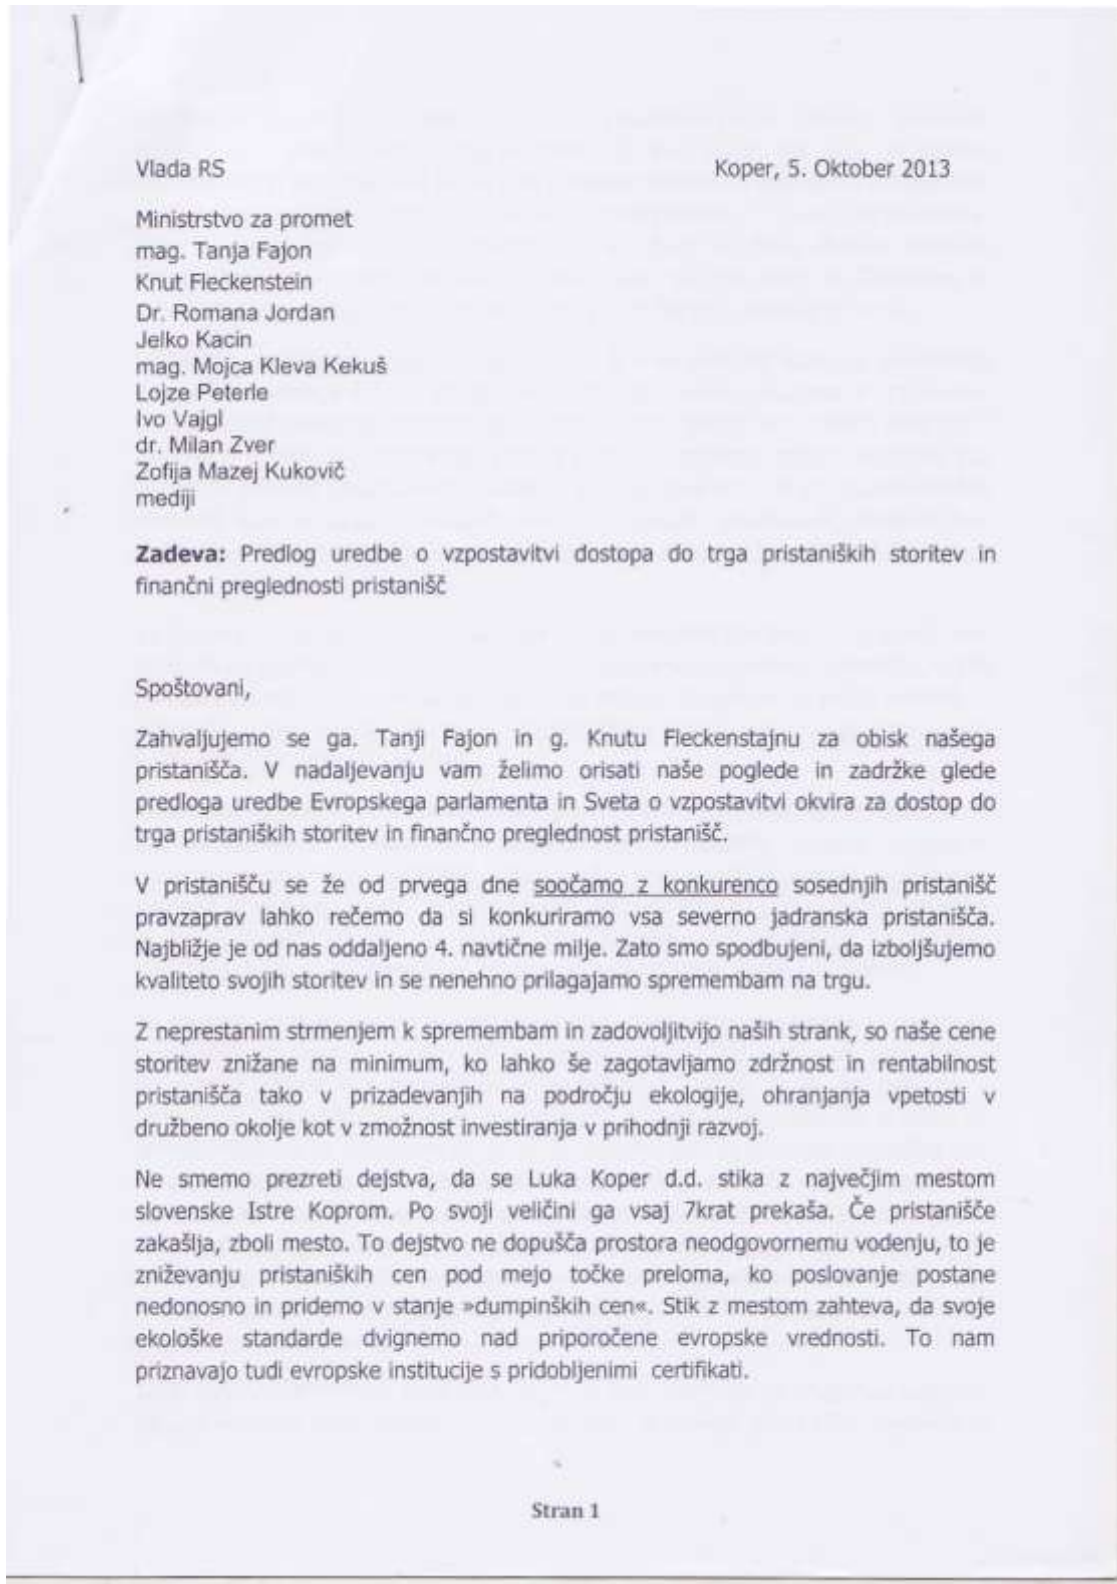 Vlada RS
Koper, 5. Oktober 2013
Ministrstvo za promet
mag. Tanja Fajon
Knut Fleckenstein
Dr. Romana Jordan
Jelko Kacin
mag. Mojca Kleva Kekuš
Lojze Peterle
Ivo Vajgl
dr. Milan Zver
Zofija Mazej Kukovič
mediji
Zadeva: Predlog uredbe o vzpostavitvi dostopa do trga pristaniških storitev in
finančni preglednosti pristanišč
Spoštovani,
Zahvaljujemo se ga. Tanji Fajon in g. Knutu Fleckenstajnu za obisk našega
pristanišča. V nadaljevanju vam želimo orisati naše poglede in zadržke glede
predloga uredbe Evropskega parlamenta in Sveta o vzpostavitvi okvira za dostop do
trga pristaniških storitev in finančno preglednost pristanišč.
V pristanišču se že od prvega dne soočamo z konkurenco sosednjih pristanišč
pravzaprav lahko rečemo da si konkuriramo vsa severno jadranska pristanišča.
Najbližje je od nas oddaljeno 4. navtične milje. Zato smo spodbujeni, da izboljšujemo
kvaliteto svojih storitev in se nenehno prilagajamo spremembam na trgu.
Z neprestanim strmenjem k spremembam in zadovoljitvijo naših strank, so naše cene
storitev znižane na minimum, ko lahko še zagotavljamo zdržnost in rentabilnost
pristanišča tako v prizadevanjih na področju ekologije, ohranjanja vpetosti v
družbeno okolje kot v zmožnost investiranja v prihodnji razvoj.
Ne smemo prezreti dejstva, da se Luka Koper d.d. stika z največjim mestom
slovenske Istre Koprom. Po svoji veličini ga vsaj 7krat prekaša. Če pristanišče
zakašlja, zboli mesto. To dejstvo ne dopušča prostora neodgovornemu vodenju, to je
zniževanju pristaniških cen pod mejo točke preloma, ko poslovanje postane
nedonosno in pridemo v stanje »dumpinških cen«. Stik z mestom zahteva, da svoje
ekološke standarde dvignemo nad priporočene evropske vrednosti. To nam
priznavajo tudi evropske institucije s pridobljenimi certifikati.
Stran 1